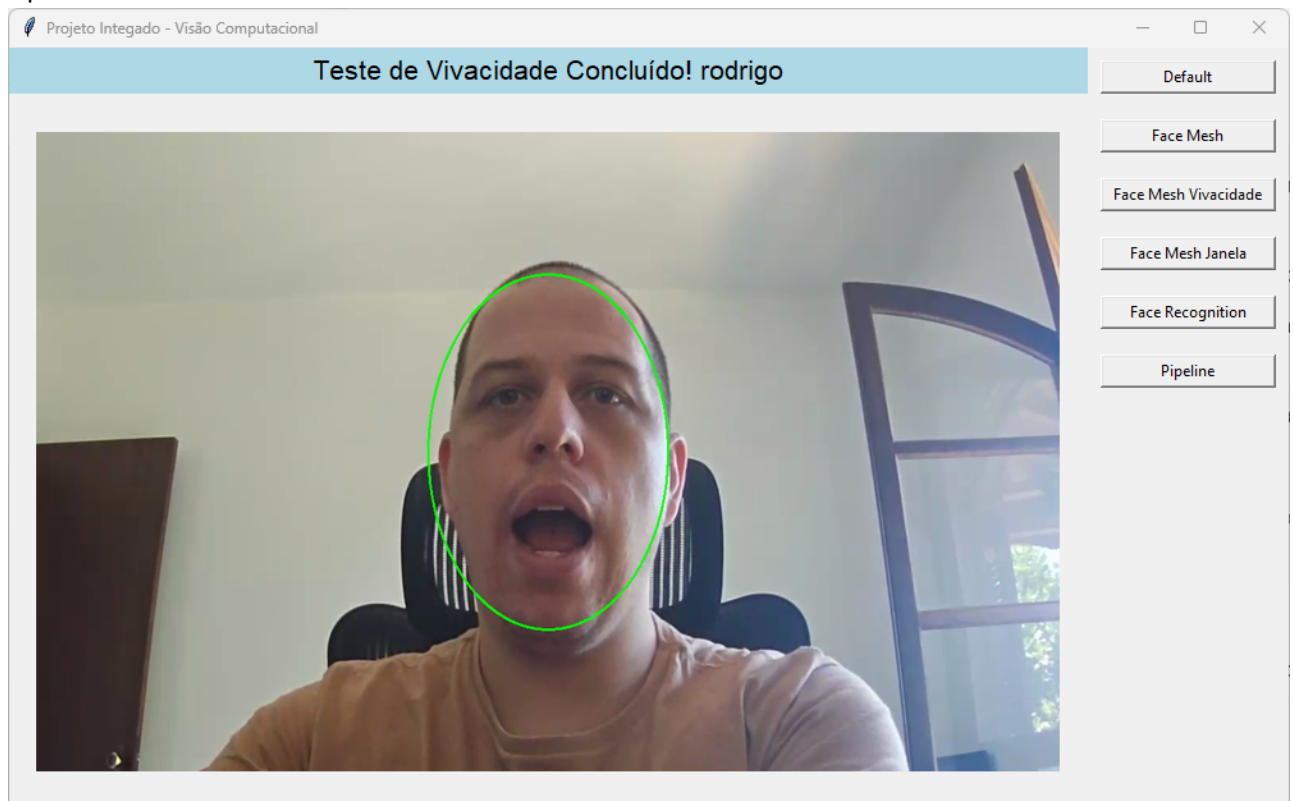 Projeto Integado - Visão Computacional
Teste de Vivacidade Concluído! rodrigo
Default
Face Mesh
Face Mesh Vivacidade
Face Mesh Janela
Face Recognition
Pipeline